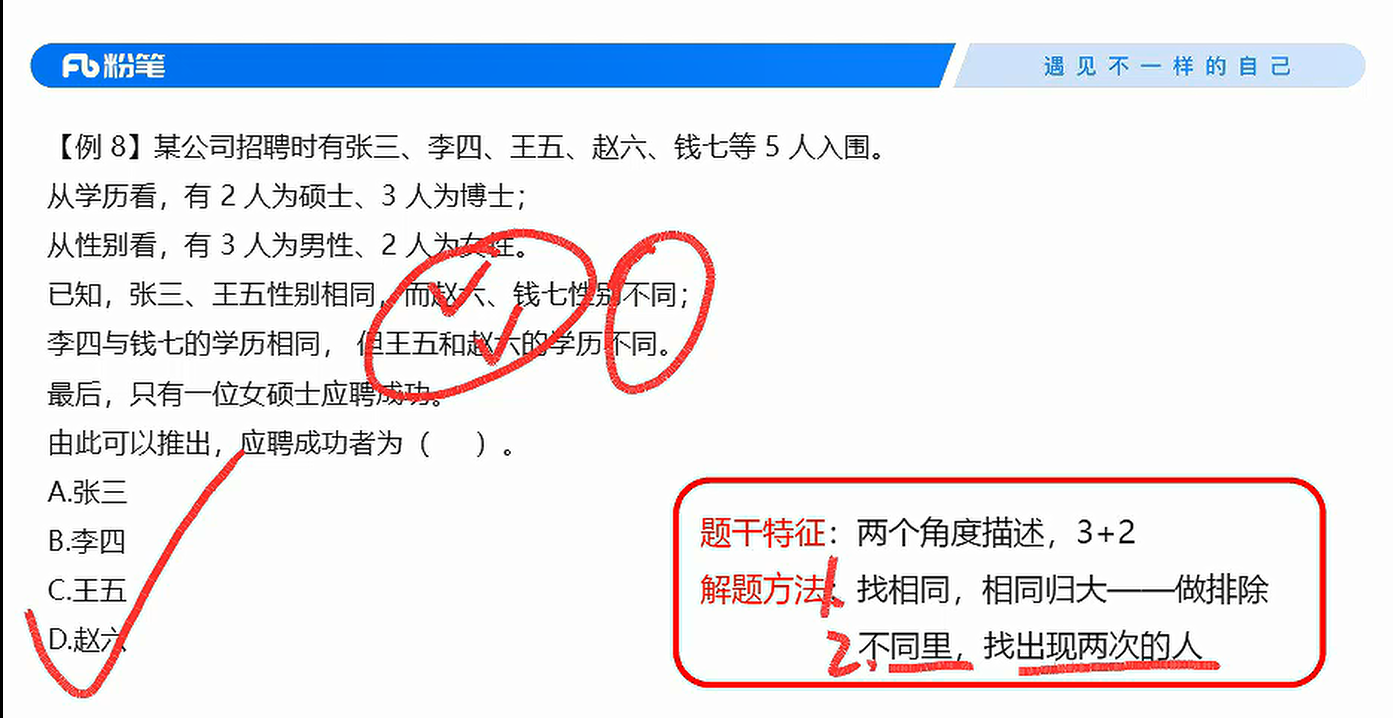 粉笔
遇见不一样的自己
【例 8】某公司招聘时有张三、李四、王五、赵六、钱七等 5 人入围。
从学历看，有 2 人为硕士、3 人为博士；
从性别看，有 3 人为男性、2 人为女性。
已知，张三、王五性别相同，而赵六、钱七性别不同；
李四与钱七的学历相同， 但王五和赵六的学历不同。
最后，只有一位女硕士应聘成功。
由此可以推出，应聘成功者为（ ）。
A.张三
B.李四
C.王五
D.赵六
题干特征：两个角度描述，3+2
解题方法：1. 找相同，相同归大——做排除
2. 不同里，找出现两次的人